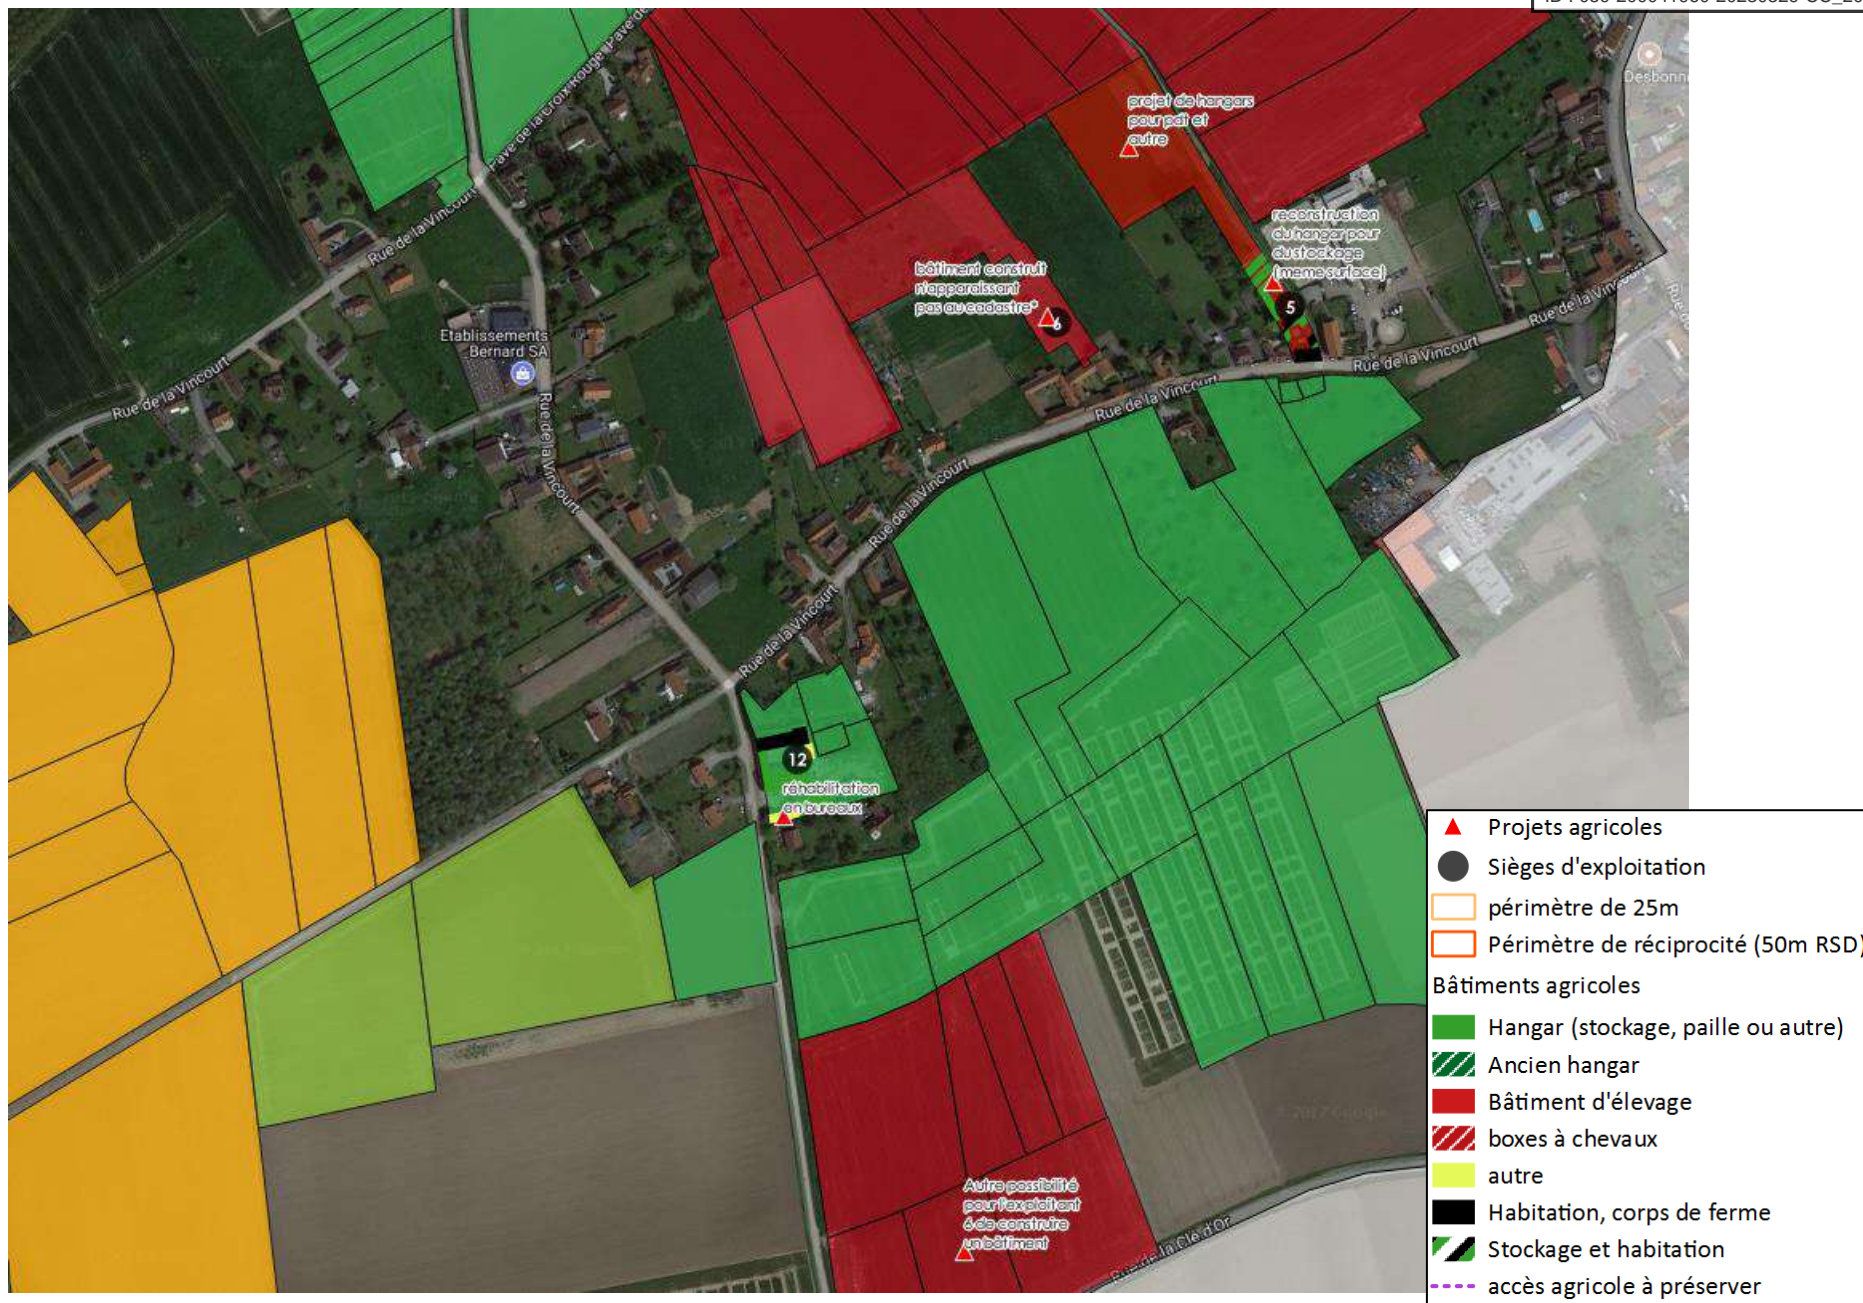 Desbonn
Pavé de la Croix Rouge
Pavé de
projet de hangars
pour pdt et
autre
reconstruction
du hangar pour
du stockage
(meme surface)
5
Rue de la Vincourt
bâtiment construit
n'apparaissant
pas au cadastre*
6
Etablissements
Bernard SA
Rue de la Vincourt
Rue de la Vincourt
Rue de la Vincourt
Rue de la Vincourt
Rue de la Vincourt
Rue de la Vincourt
Rue de la Vincourt
12
réhabilitation
en bureaux
Autre possibilité
pour l'exploitant
6 de construire
un bâtiment
Rue de la Clé d'Or
Projets agricoles
Sièges d'exploitation
périmètre de 25m
Périmètre de réciprocité (50m RSD)
Bâtiments agricoles
Hangar (stockage, paille ou autre)
Ancien hangar
Bâtiment d'élevage
boxes à chevaux
autre
Habitation, corps de ferme
Stockage et habitation
accès agricole à préserver